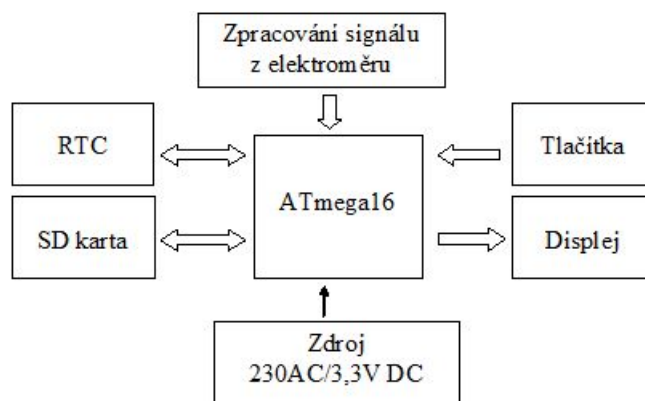 Zpracování signálu
z elektroměru
RTC
ATmega16
Tlačítka
SD karta
Displej
Zdroj
230AC/3,3V DC